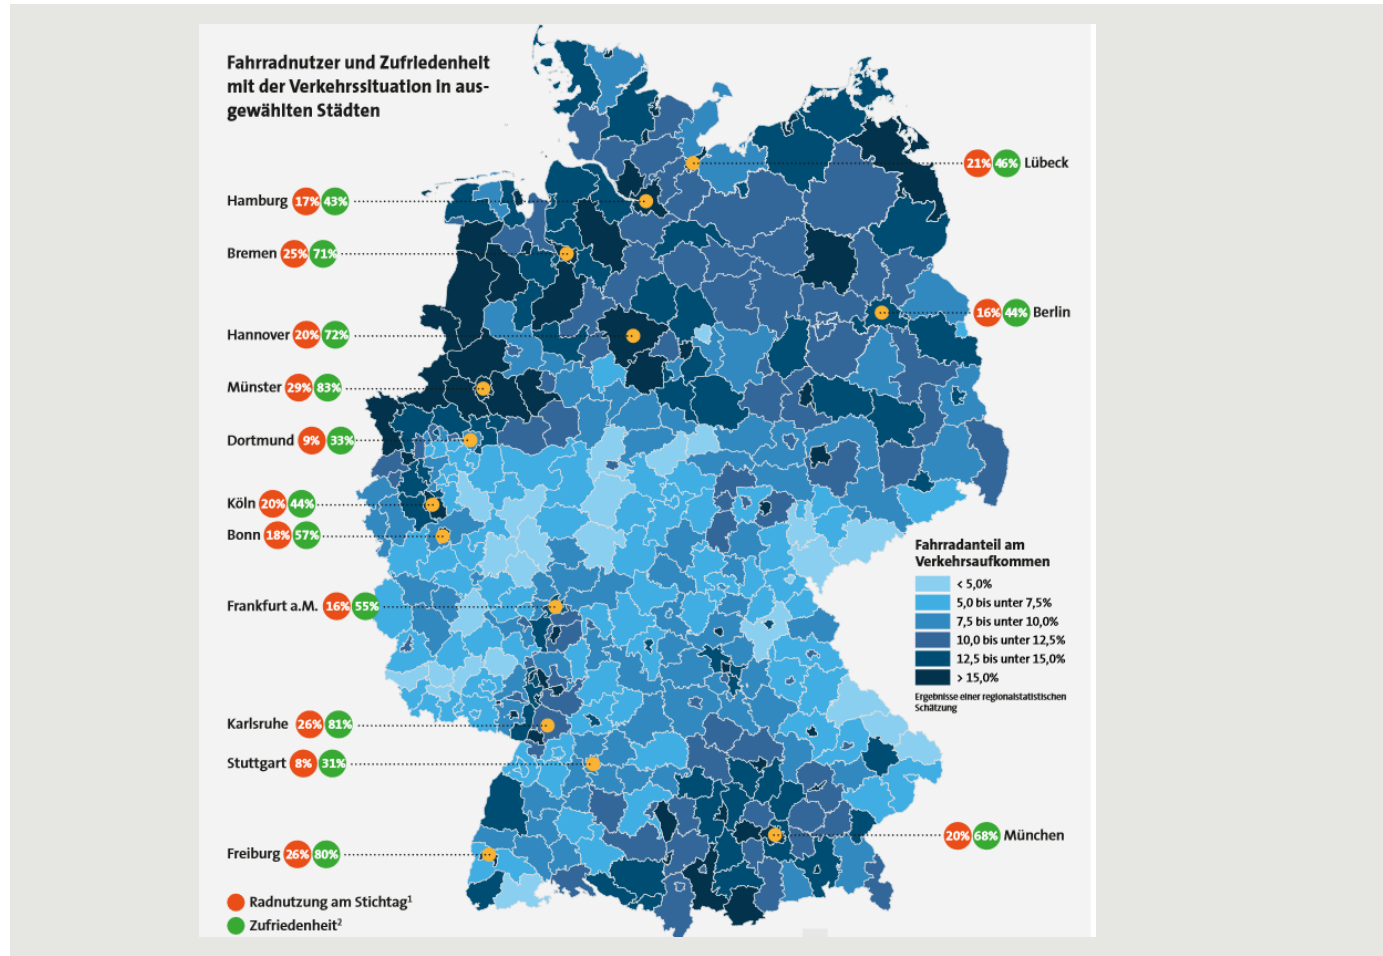 Fahrradnutzer und Zufriedenheit
mit der Verkehrssituation in aus-
gewählten Städten
21% 46% Lübeck
Hamburg 17% 43%
Bremen 25% 71%
16% 44% Berlin
Hannover 20% 72%
Münster 29% 83%
Dortmund 9% 33%
Köln 20% 44%
Bonn 18% 57%
Fahrradanteil am
Verkehrsaufkommen
< 5,0%
5,0 bis unter 7,5%
7,5 bis unter 10,0%
10,0 bis unter 12,5%
12,5 bis unter 15,0%
> 15,0%
Ergebnisse einer regionalstatistischen
Schätzung
Frankfurt a.M. 16% 55%
Karlsruhe 26% 81%
Stuttgart 8% 31%
20% 68% München
Freiburg 26% 80%
Radnutzung am Stichtag¹
Zufriedenheit²